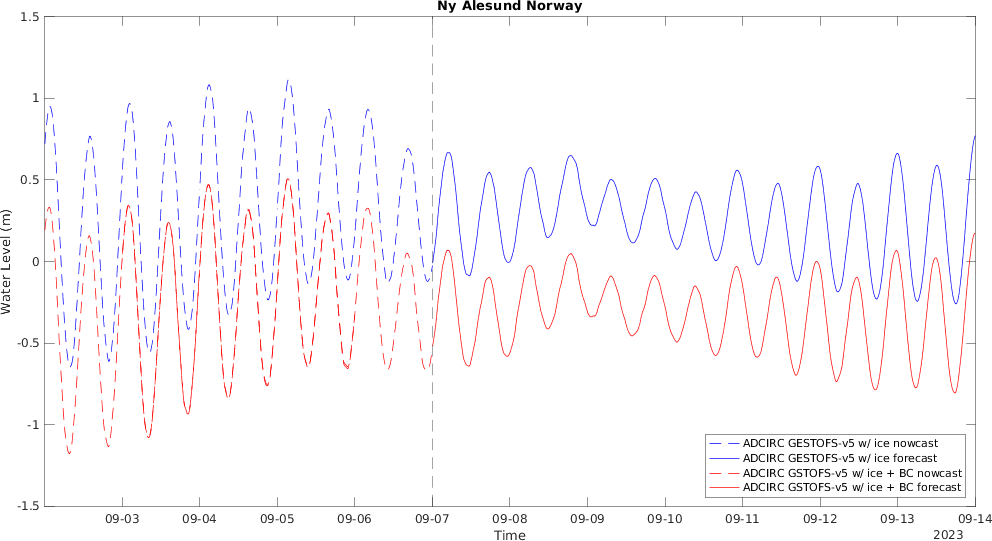 Ny Alesund Norway
1.5
1
0.5
0
-0.5
-1
-1.5
Water Level (m)
09-03 09-04 09-05 09-06 09-07 09-08 09-09 09-10 09-11 09-12 09-13 09-14
Time
2023
ADCIRC GESTOFS-v5 w/ ice nowcast
ADCIRC GESTOFS-v5 w/ ice forecast
ADCIRC GSTOFS-v5 w/ ice + BC nowcast
ADCIRC GSTOFS-v5 w/ ice + BC forecast